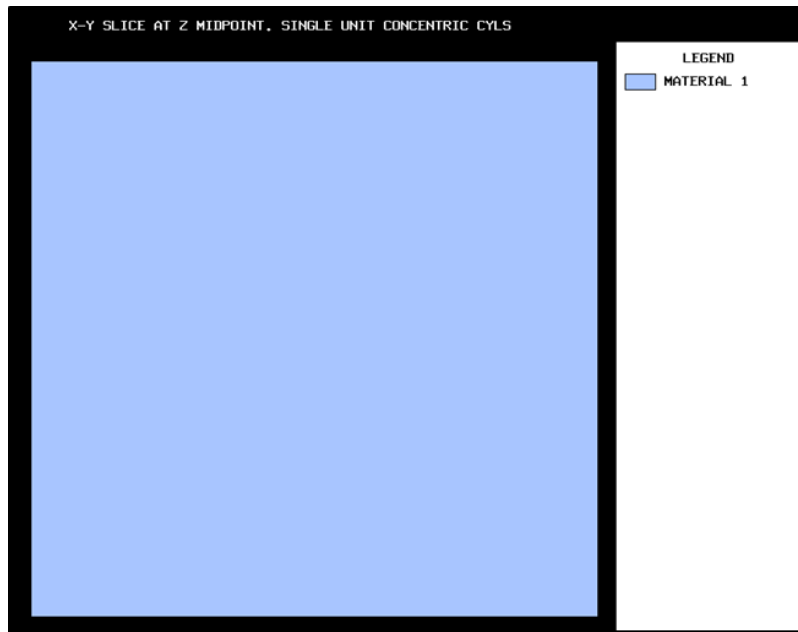 X-Y SLICE AT Z MIDPOINT. SINGLE UNIT CONCENTRIC CYLS
LEGEND
MATERIAL 1